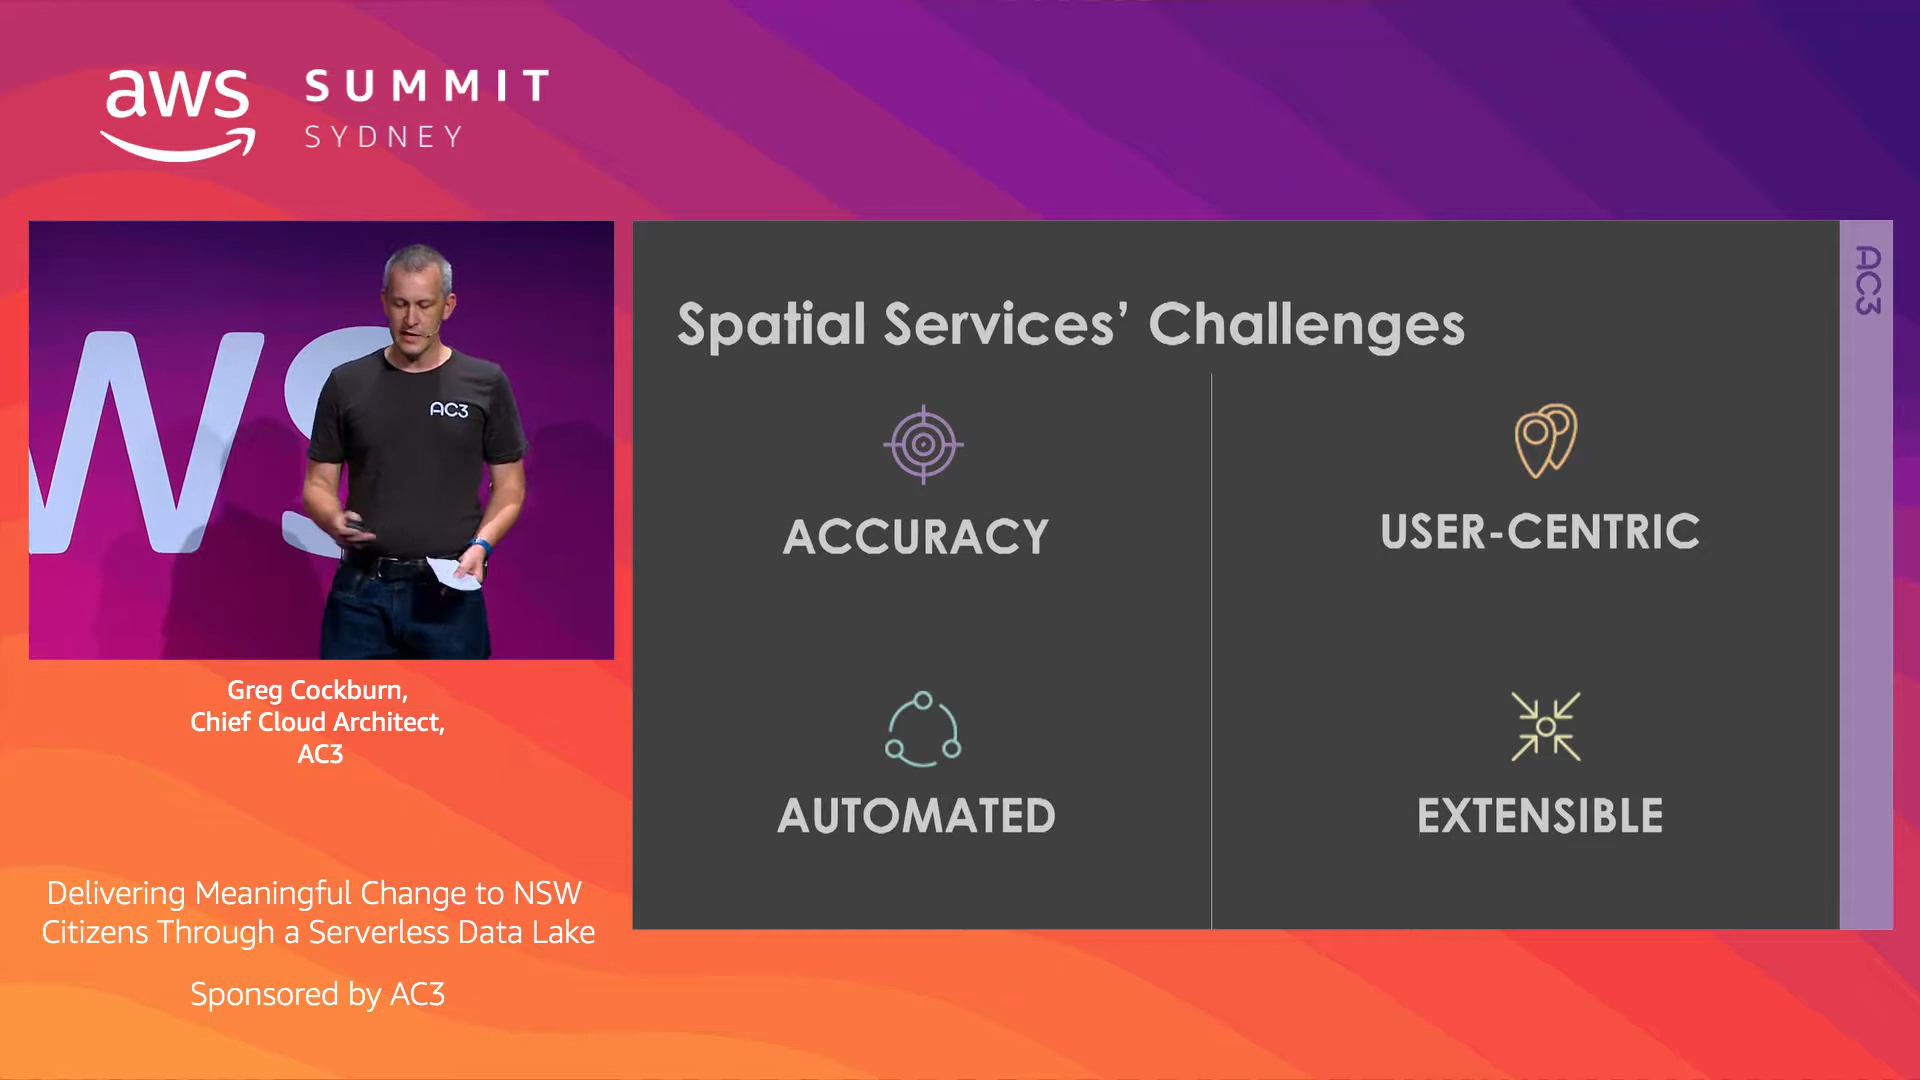 aws
SUMMIT
SYDNEY
WS
AC3
Greg Cockburn,
Chief Cloud Architect,
AC3
Delivering Meaningful Change to NSW
Citizens Through a Serverless Data Lake
Sponsored by AC3
Spatial Services’ Challenges
ACCURACY
USER-CENTRIC
AUTOMATED
EXTENSIBLE
AC3